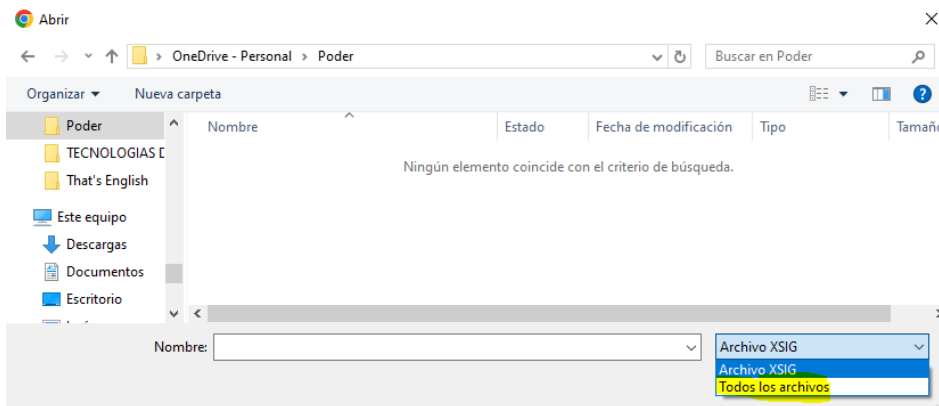 Abrir
OneDrive - Personal › Poder
Buscar en Poder
Organizar
Nueva carpeta
Nombre
Estado
Fecha de modificación
Tipo
Tamañ
Ningún elemento coincide con el criterio de búsqueda.
Poder
TECNOLOGIAS D
That's English
Este equipo
Descargas
Documentos
Escritorio
Nombre:
Archivo XSIG
Archivo XSIG
Todos los archivos